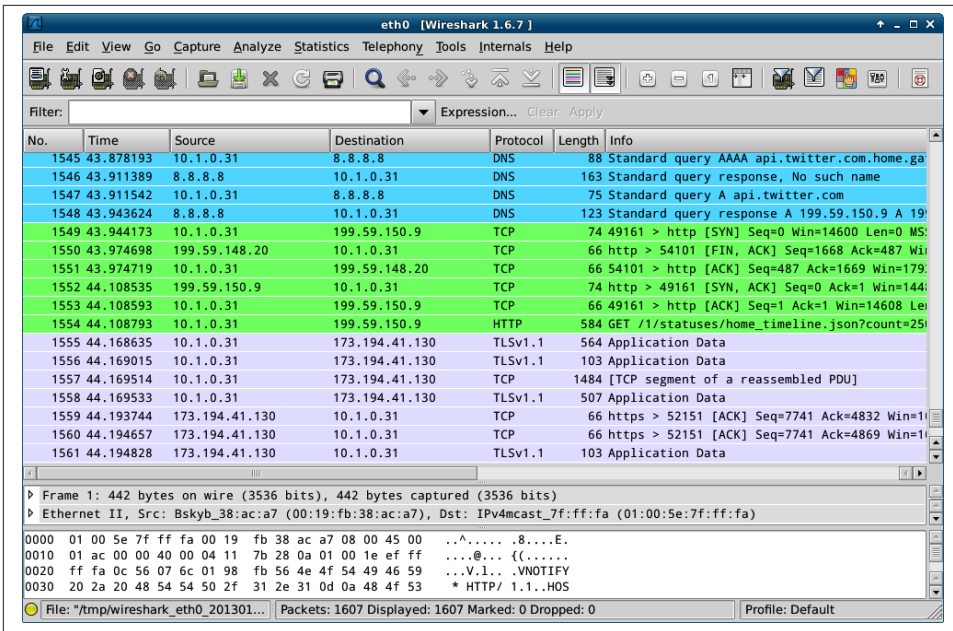 eth0 [Wireshark 1.6.7 ]
File Edit View Go Capture Analyze Statistics Telephony Tools Internals Help
Filter: Expression... Clear Apply
No. Time Source Destination Protocol Length Info
1545 43.878193 10.1.0.31 8.8.8.8 DNS 88 Standard query AAAA api.twitter.com.home.ga
1546 43.911389 8.8.8.8 10.1.0.31 DNS 163 Standard query response, No such name
1547 43.911542 10.1.0.31 8.8.8.8 DNS 75 Standard query A api.twitter.com
1548 43.943624 8.8.8.8 10.1.0.31 DNS 123 Standard query response A 199.59.150.9 A 19
1549 43.944173 10.1.0.31 199.59.150.9 TCP 74 49161 > http [SYN] Seq=0 Win=14600 Len=0 MS
1550 43.974698 199.59.148.20 10.1.0.31 TCP 66 http > 54101 [FIN, ACK] Seq=1668 Ack=487 Wi
1551 43.974719 10.1.0.31 199.59.148.20 TCP 66 54101 > http [ACK] Seq=487 Ack=1669 Win=179
1552 44.108535 199.59.150.9 10.1.0.31 TCP 74 http > 49161 [SYN, ACK] Seq=0 Ack=1 Win=144
1553 44.108593 10.1.0.31 199.59.150.9 TCP 66 49161 > http [ACK] Seq=1 Ack=1 Win=14608 Le
1554 44.108793 10.1.0.31 199.59.150.9 HTTP 584 GET /1/statuses/home_timeline.json?count=25
1555 44.168635 10.1.0.31 173.194.41.130 TLSv1.1 564 Application Data
1556 44.169015 10.1.0.31 173.194.41.130 TLSv1.1 103 Application Data
1557 44.169514 10.1.0.31 173.194.41.130 TCP 1484 [TCP segment of a reassembled PDU]
1558 44.169533 10.1.0.31 173.194.41.130 TLSv1.1 507 Application Data
1559 44.193744 173.194.41.130 10.1.0.31 TCP 66 https > 52151 [ACK] Seq=7741 Ack=4832 Win=1
1560 44.194657 173.194.41.130 10.1.0.31 TCP 66 https > 52151 [ACK] Seq=7741 Ack=4869 Win=1
1561 44.194828 173.194.41.130 10.1.0.31 TLSv1.1 103 Application Data
Frame 1: 442 bytes on wire (3536 bits), 442 bytes captured (3536 bits)
Ethernet II, Src: Bskyb_38:ac:a7 (00:19:fb:38:ac:a7), Dst: IPv4mcast_7f:ff:fa (01:00:5e:7f:ff:fa)
0000 01 00 5e 7f ff fa 00 19 fb 38 ac a7 08 00 45 00 ..^..... .8....E.
0010 01 ac 00 00 40 00 04 11 7b 28 0a 01 00 1e ef ff ....@... {(......
0020 ff fa 0c 56 07 6c 01 98 fb 56 4e 4f 54 49 46 59 ...V.l.. .VNOTIFY
0030 20 2a 20 48 54 54 50 2f 31 2e 31 0d 0a 48 4f 53 * HTTP/ 1.1..HOS
File: "/tmp/wireshark_eth0_201301... Packets: 1607 Displayed: 1607 Marked: 0 Dropped: 0 Profile: Default